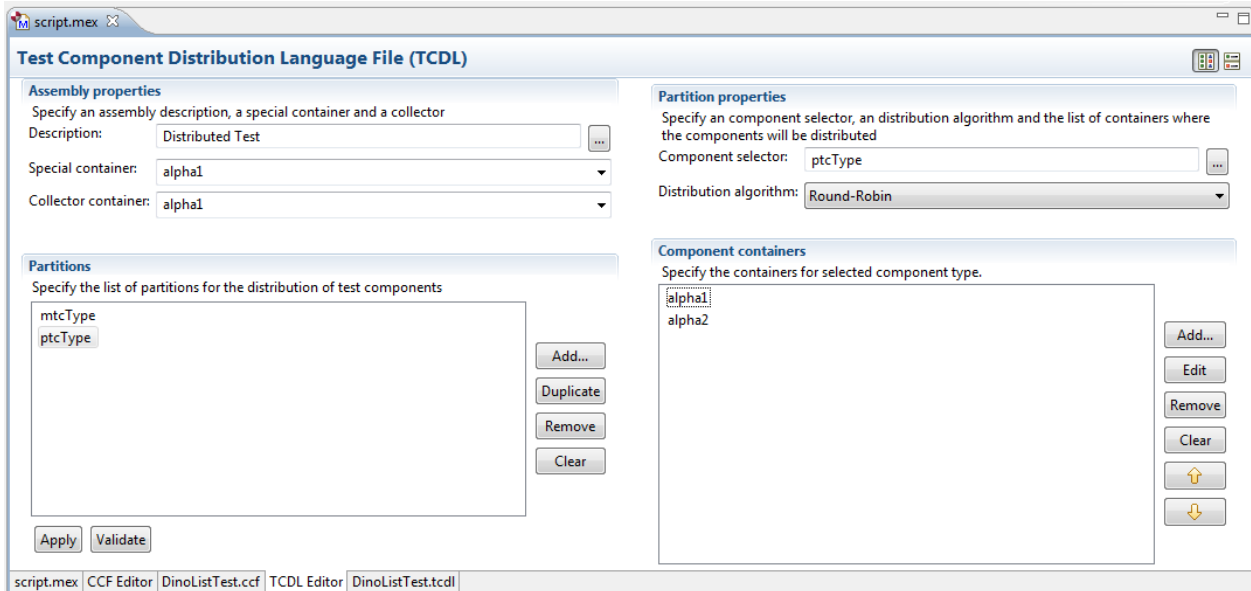 script.mex
Test Component Distribution Language File (TCDL)
Assembly properties
Specify an assembly description, a special container and a collector
Description:
Distributed Test
...
Special container:
alpha1
Collector container:
alpha1
Partitions
Specify the list of partitions for the distribution of test components
mtcType
ptcType
Add...
Duplicate
Remove
Clear
Apply
Validate
Partition properties
Specify an component selector, an distribution algorithm and the list of containers where
the components will be distributed
Component selector:
ptcType
...
Distribution algorithm:
Round-Robin
Component containers
Specify the containers for selected component type.
alpha1
alpha2
Add...
Edit
Remove
Clear
script.mex
CCF Editor
DinoListTest.ccf
TCDL Editor
DinoListTest.tcdl